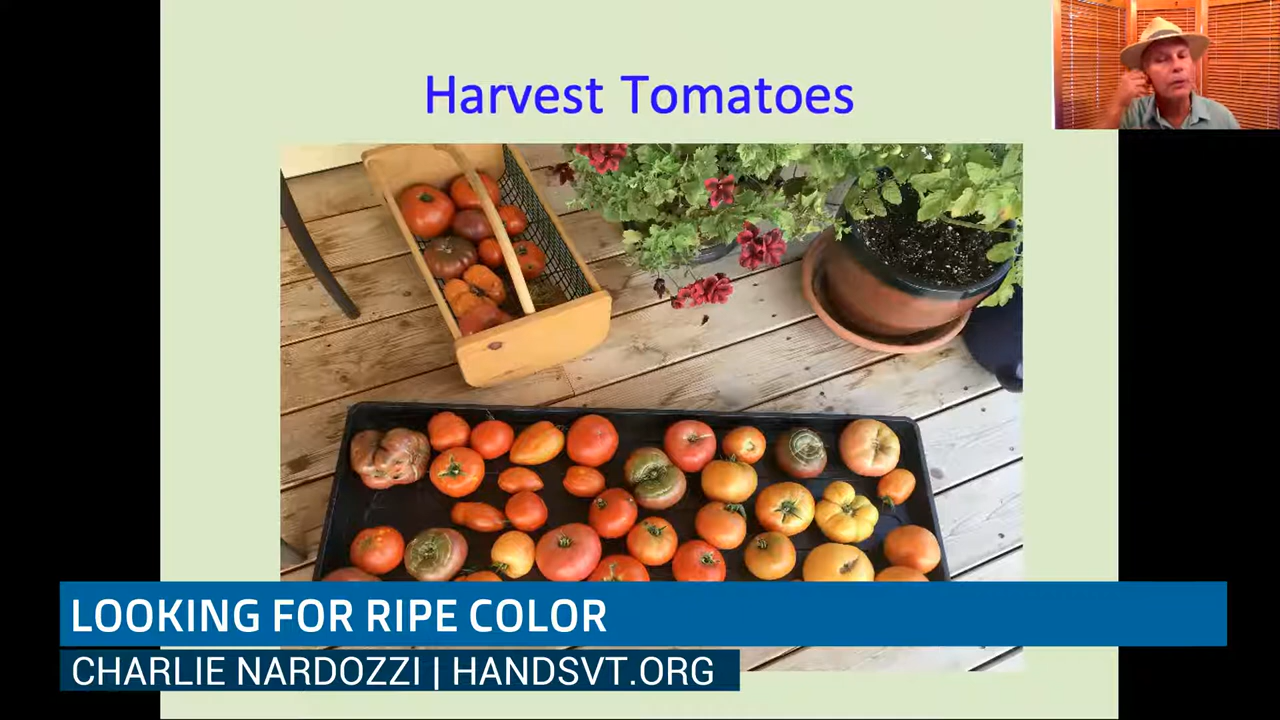 Harvest Tomatoes
LOOKING FOR RIPE COLOR
CHARLIE NARDOZZI | HANDSVT.ORG